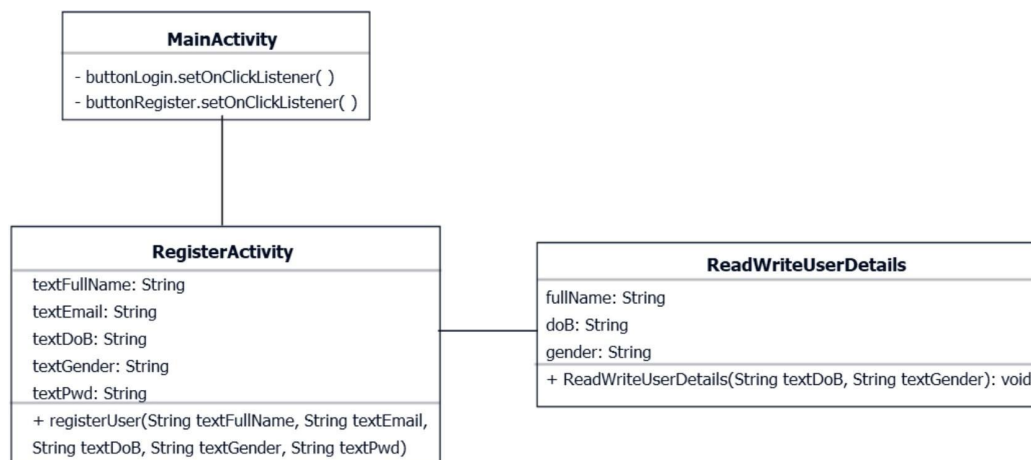 MainActivity
- buttonLogin.setOnClickListener( )
- buttonRegister.setOnClickListener( )
RegisterActivity
textFullName: String
textEmail: String
textDoB: String
textGender: String
textPwd: String
+ registerUser(String textFullName, String textEmail,
String textDoB, String textGender, String textPwd)
ReadWriteUserDetails
fullName: String
doB: String
gender: String
+ ReadWriteUserDetails(String textDoB, String textGender): void